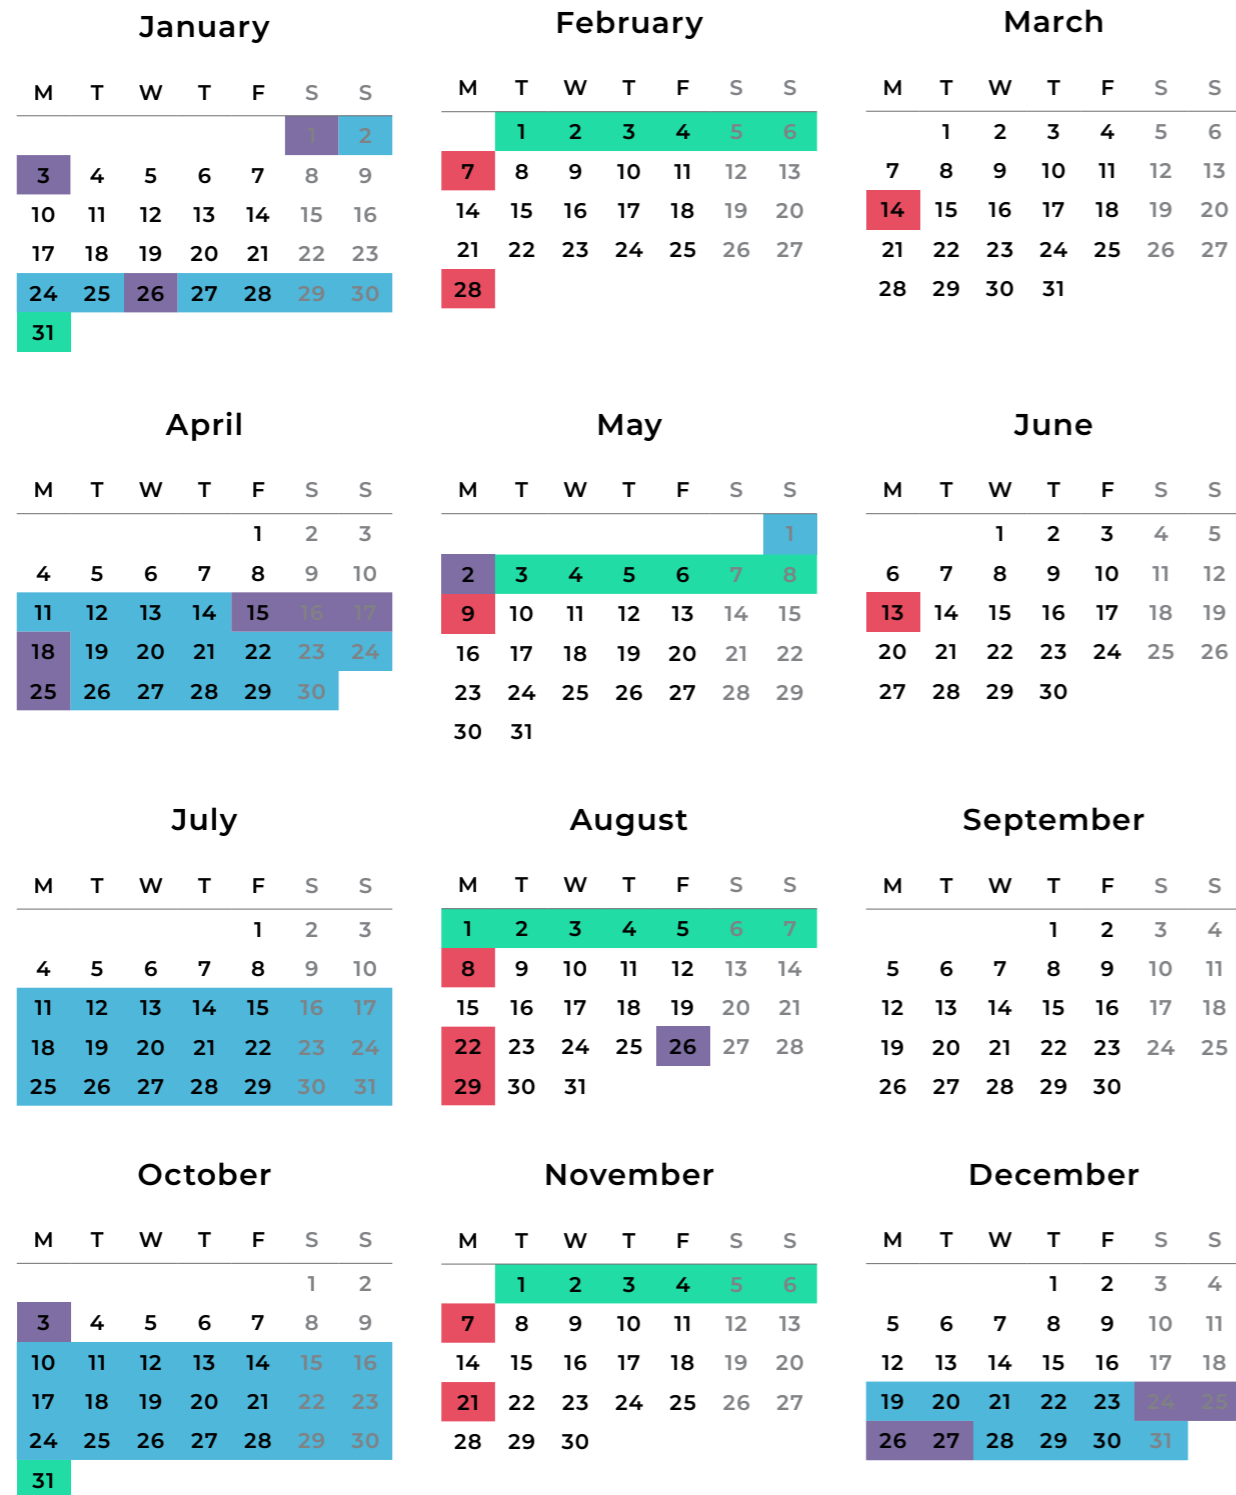 January
M T W T F S S
1 2
3 4 5 6 7 8 9
10 11 12 13 14 15 16
17 18 19 20 21 22 23
24 25 26 27 28 29 30
31
February
M T W T F S S
1 2 3 4 5 6
7 8 9 10 11 12 13
14 15 16 17 18 19 20
21 22 23 24 25 26 27
28
March
M T W T F S S
1 2 3 4 5 6
7 8 9 10 11 12 13
14 15 16 17 18 19 20
21 22 23 24 25 26 27
28 29 30 31
April
M T W T F S S
1 2 3
4 5 6 7 8 9 10
11 12 13 14 15 16 17
18 19 20 21 22 23 24
25 26 27 28 29 30
May
M T W T F S S
1
2 3 4 5 6 7 8
9 10 11 12 13 14 15
16 17 18 19 20 21 22
23 24 25 26 27 28 29
30 31
June
M T W T F S S
1 2 3 4 5
6 7 8 9 10 11 12
13 14 15 16 17 18 19
20 21 22 23 24 25 26
27 28 29 30
July
M T W T F S S
1 2 3
4 5 6 7 8 9 10
11 12 13 14 15 16 17
18 19 20 21 22 23 24
25 26 27 28 29 30 31
August
M T W T F S S
1 2 3 4 5 6 7
8 9 10 11 12 13 14
15 16 17 18 19 20 21
22 23 24 25 26 27 28
29 30 31
September
M T W T F S S
1 2 3 4
5 6 7 8 9 10 11
12 13 14 15 16 17 18
19 20 21 22 23 24 25
26 27 28 29 30
October
M T W T F S S
1 2
3 4 5 6 7 8 9
10 11 12 13 14 15 16
17 18 19 20 21 22 23
24 25 26 27 28 29 30
31
November
M T W T F S S
1 2 3 4 5 6
7 8 9 10 11 12 13
14 15 16 17 18 19 20
21 22 23 24 25 26 27
28 29 30
December
M T W T F S S
1 2 3 4
5 6 7 8 9 10 11
12 13 14 15 16 17 18
19 20 21 22 23 24 25
26 27 28 29 30 31